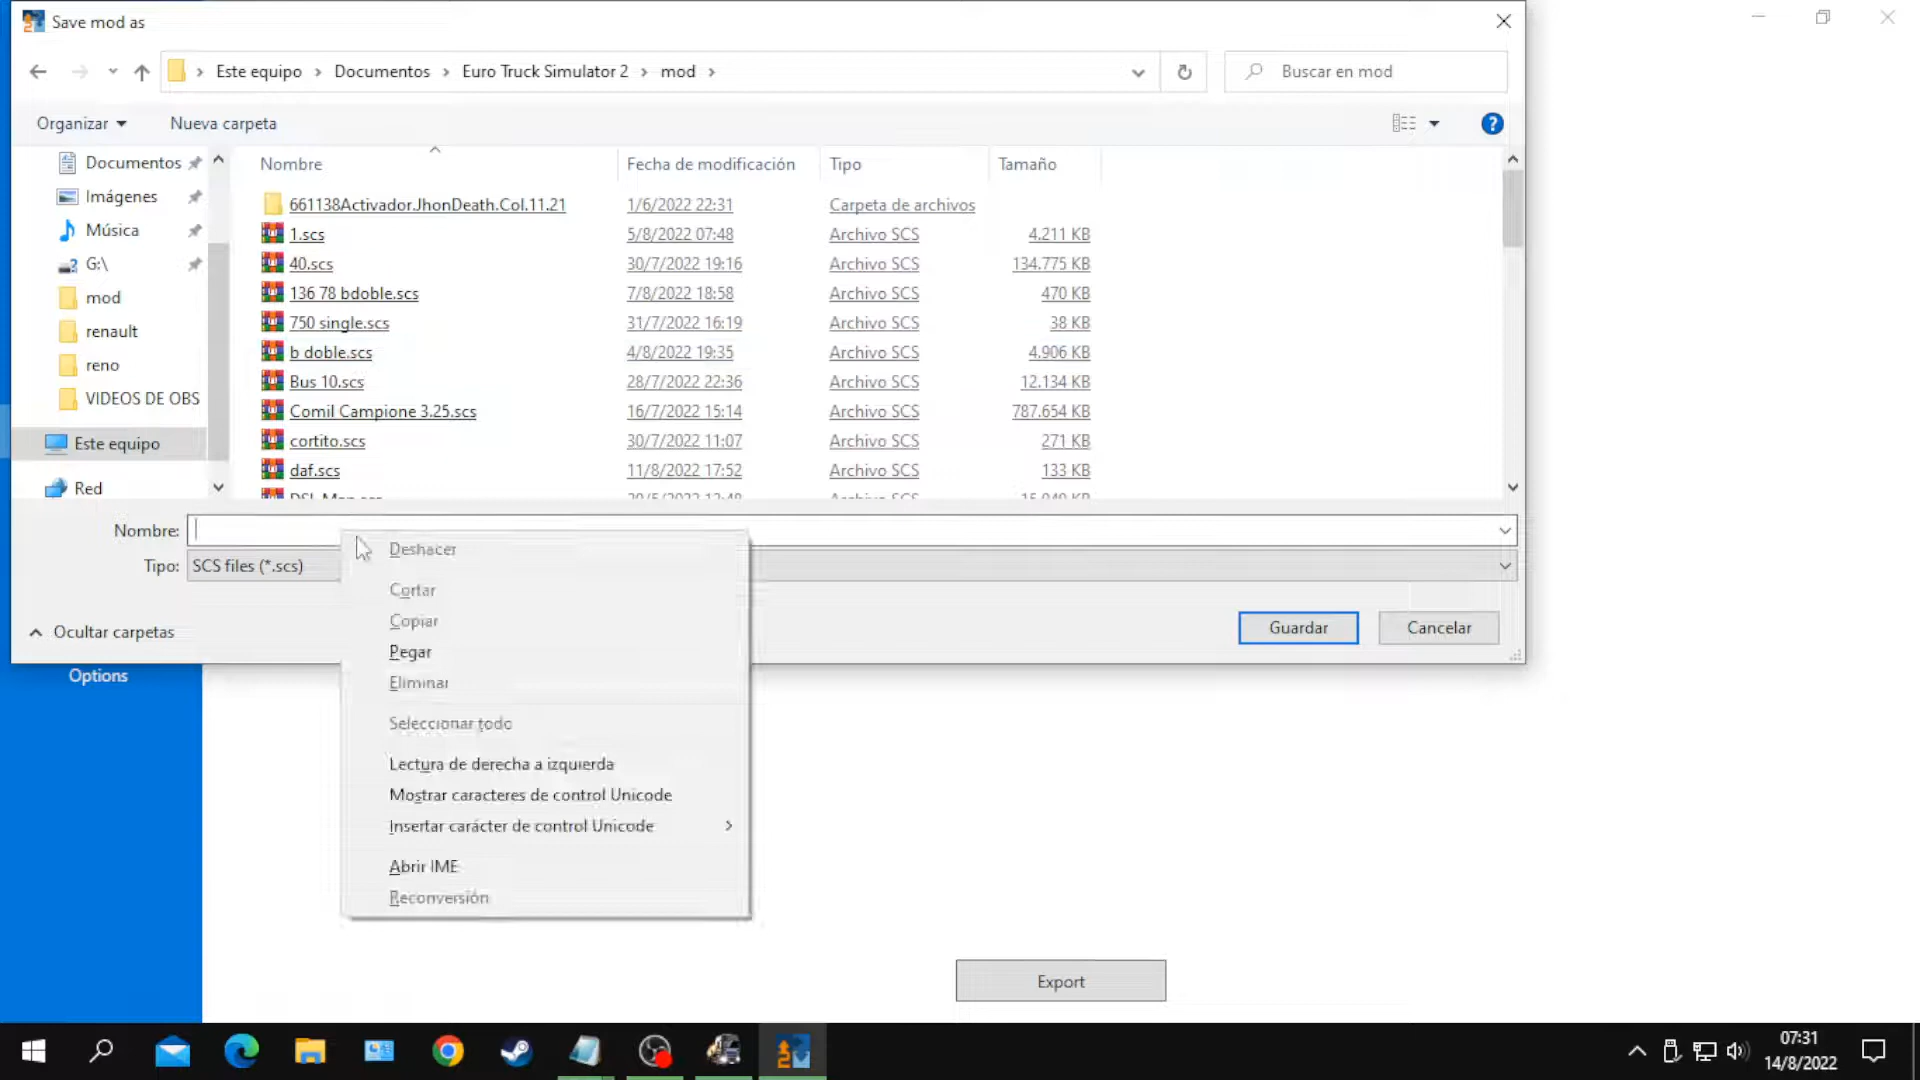 Save mod as
Este equipo > Documentos > Euro Truck Simulator 2 > mod >
Buscar en mod
Organizar
Nueva carpeta
Documentos
Imágenes
Música
G:\
mod
renault
reno
VIDEOS DE OBS
Este equipo
Red
Nombre Fecha de modificación Tipo Tamaño
661138Activador.JhonDeath.Col.11.21 1/6/2022 22:31 Carpeta de archivos
1.scs 5/8/2022 07:48 Archivo SCS 4.211 KB
40.scs 30/7/2022 19:16 Archivo SCS 134.775 KB
136 78 bdoble.scs 7/8/2022 18:58 Archivo SCS 470 KB
750 single.scs 31/7/2022 16:19 Archivo SCS 38 KB
b doble.scs 4/8/2022 19:35 Archivo SCS 4.906 KB
Bus 10.scs 28/7/2022 22:36 Archivo SCS 12.134 KB
Comil Campione 3.25.scs 16/7/2022 15:14 Archivo SCS 787.654 KB
cortito.scs 30/7/2022 11:07 Archivo SCS 271 KB
daf.scs 11/8/2022 17:52 Archivo SCS 133 KB
Nombre:
Tipo: SCS files (*.scs)
Ocultar carpetas
Guardar
Cancelar
Deshacer
Cortar
Copiar
Pegar
Eliminar
Seleccionar todo
Lectura de derecha a izquierda
Mostrar caracteres de control Unicode
Insertar carácter de control Unicode
Abrir IME
Reconversión
Options
Export
07:31
14/8/2022